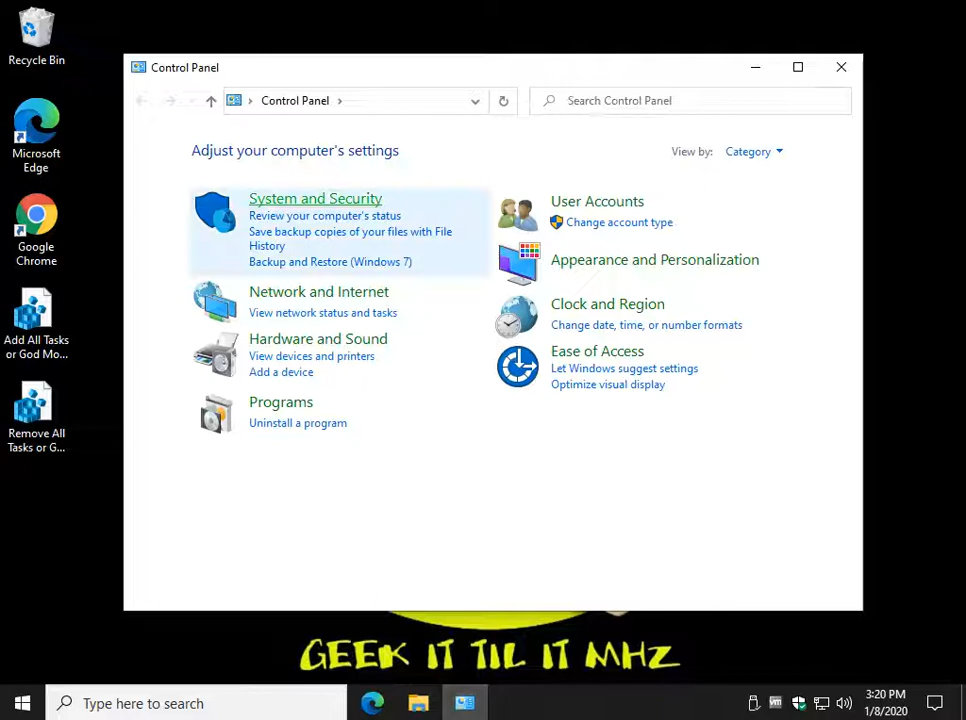 Recycle Bin
Microsoft
Edge
Google
Chrome
Add All Tasks
or God Mo...
Remove All
Tasks or G...
Control Panel
Control Panel
Search Control Panel
Adjust your computer's settings
View by: Category
System and Security
Review your computer's status
Save backup copies of your files with File
History
Backup and Restore (Windows 7)
Network and Internet
View network status and tasks
Hardware and Sound
View devices and printers
Add a device
Programs
Uninstall a program
User Accounts
Change account type
Appearance and Personalization
Clock and Region
Change date, time, or number formats
Ease of Access
Let Windows suggest settings
Optimize visual display
GEEK IT TIL IT MHZ
Type here to search
vm
3:20 PM
1/8/2020